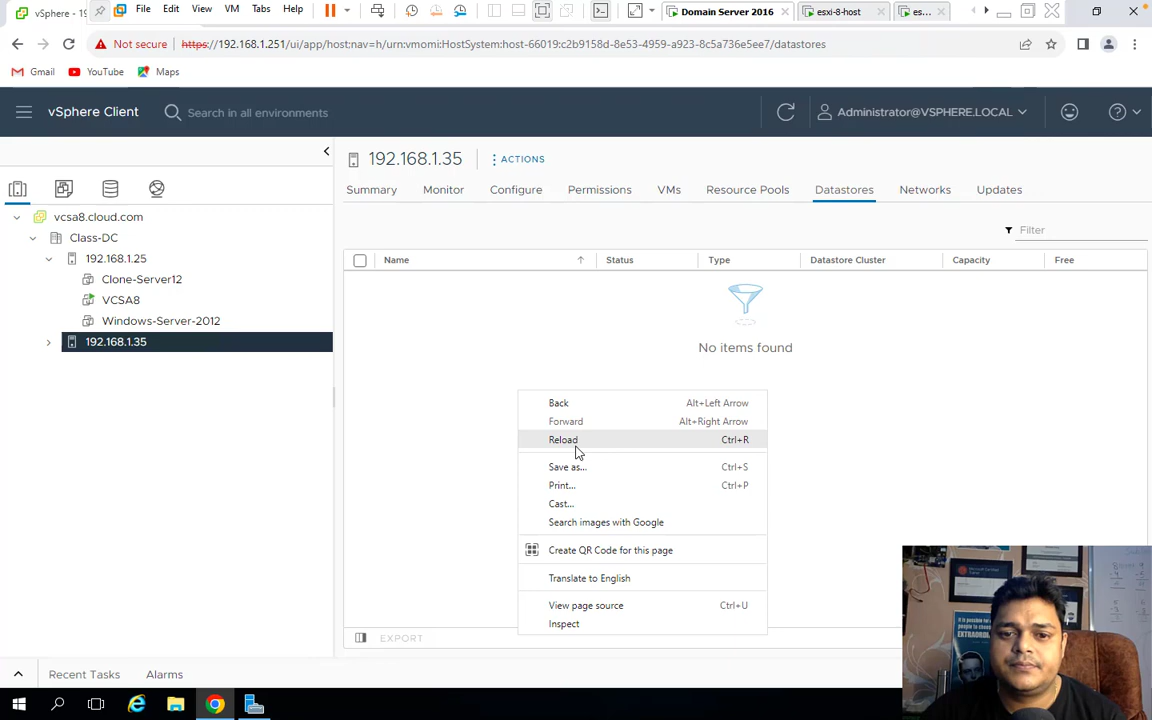 vSphere - 19
File Edit View VM Tabs Help
Domain Server 2016
esxi-8-host
es...
Not secure
https://192.168.1.251/ui/app/host;nav=h/urn:vmomi:HostSystem:host-66019:c2b9158d-8e53-4959-a923-8c5a736e5ee7/datastores
Gmail YouTube Maps
vSphere Client
Search in all environments
Administrator@VSPHERE.LOCAL
192.168.1.35
ACTIONS
Summary Monitor Configure Permissions VMs Resource Pools Datastores Networks Updates
vcsa8.cloud.com
Class-DC
192.168.1.25
Clone-Server12
VCSA8
Windows-Server-2012
192.168.1.35
Filter
Name Status Type Datastore Cluster Capacity Free
No items found
Back Alt+Left Arrow
Forward Alt+Right Arrow
Reload Ctrl+R
Save as... Ctrl+S
Print... Ctrl+P
Cast...
Search images with Google
Create QR Code for this page
Translate to English
View page source Ctrl+U
Inspect
EXPORT
Recent Tasks Alarms